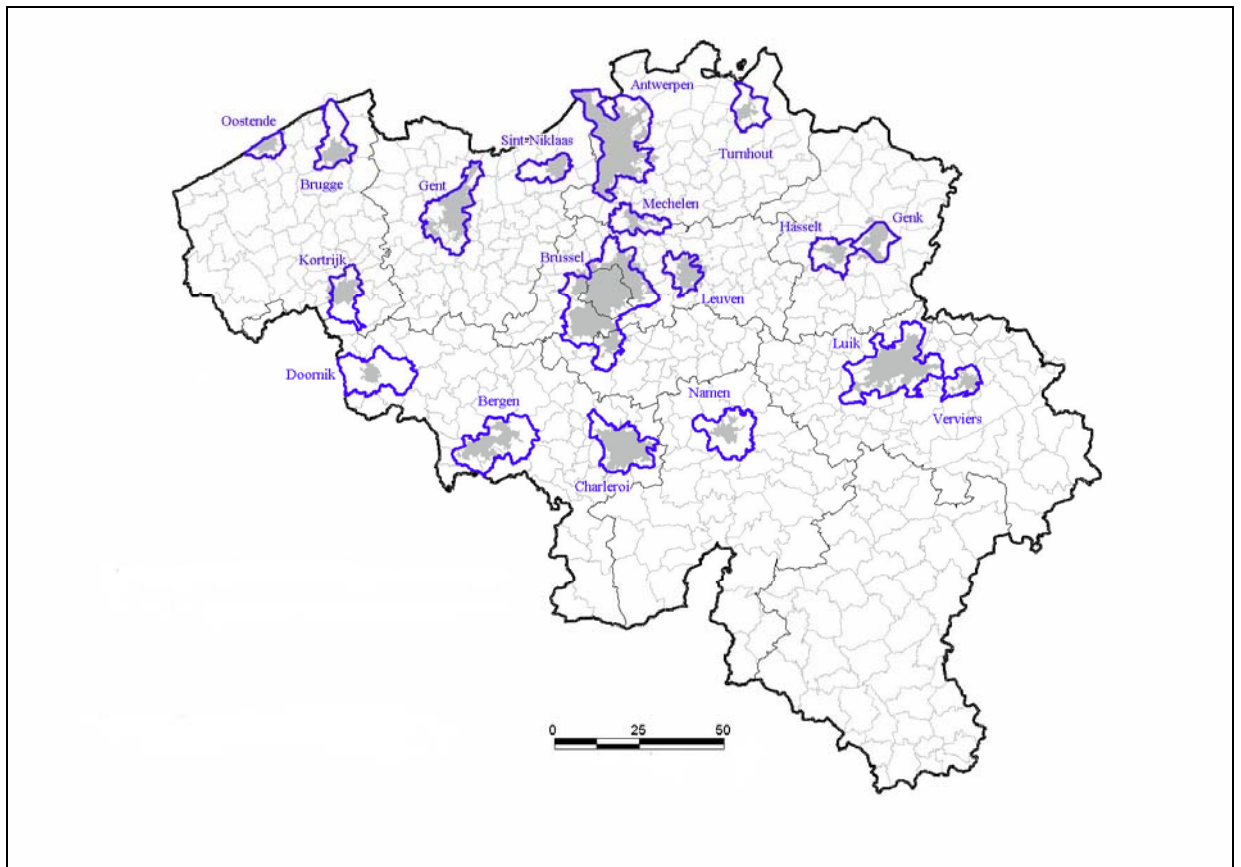 Antwerpen
Oostende
Sint-Niklaas
Turnhout
Brugge
Gent
Mechelen
Hasselt
Genk
Kortrijk
Brussel
Leuven
Luik
Doornik
Namen
Bergen
Verviers
Charleroi
0 25 50